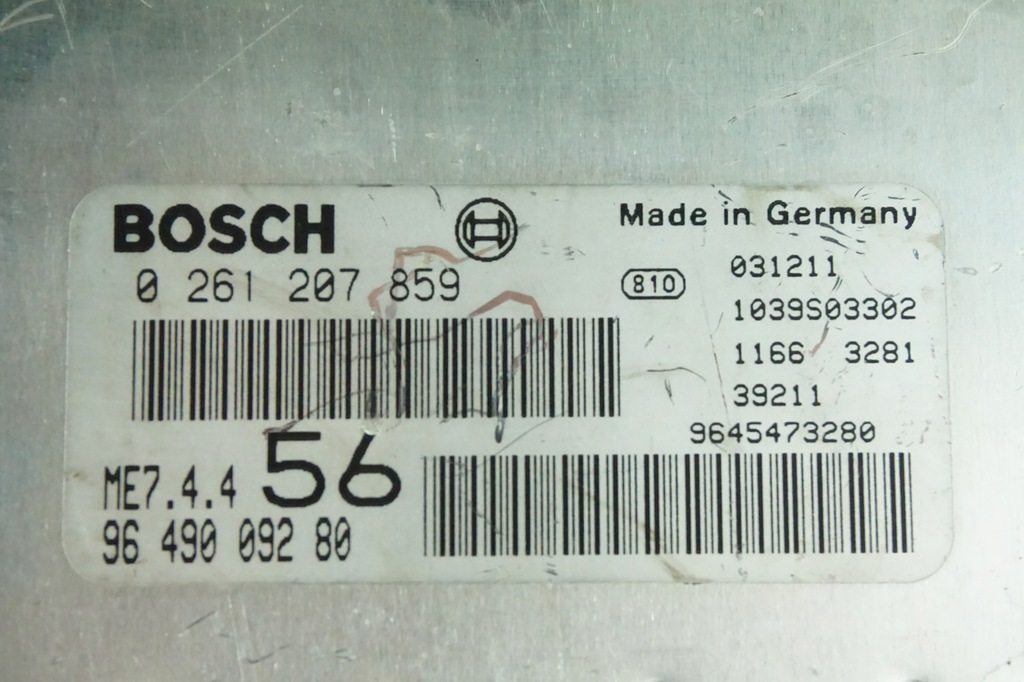 BOSCH
Made in Germany
0 261 207 859
810
031211
1039S03302
1166 3281
39211
9645473280
ME7.4.4 56
96 490 092 80